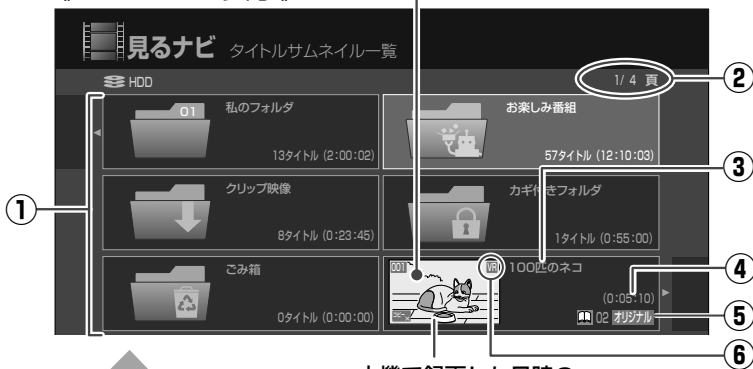 見るナビ タイトルサムネイル一覧
HDD
1/ 4 頁
②
01
私のフォルダ
13タイトル (2:00:02)
お楽しみ番組
57タイトル (12:10:03)
③
①
クリップ映像
8タイトル (0:23:45)
カギ付きフォルダ
1タイトル (0:55:00)
ごみ箱
0タイトル (0:00:00)
001
VR
100匹のネコ
(0:05:10)
④
02 オリジナル
⑤
⑥